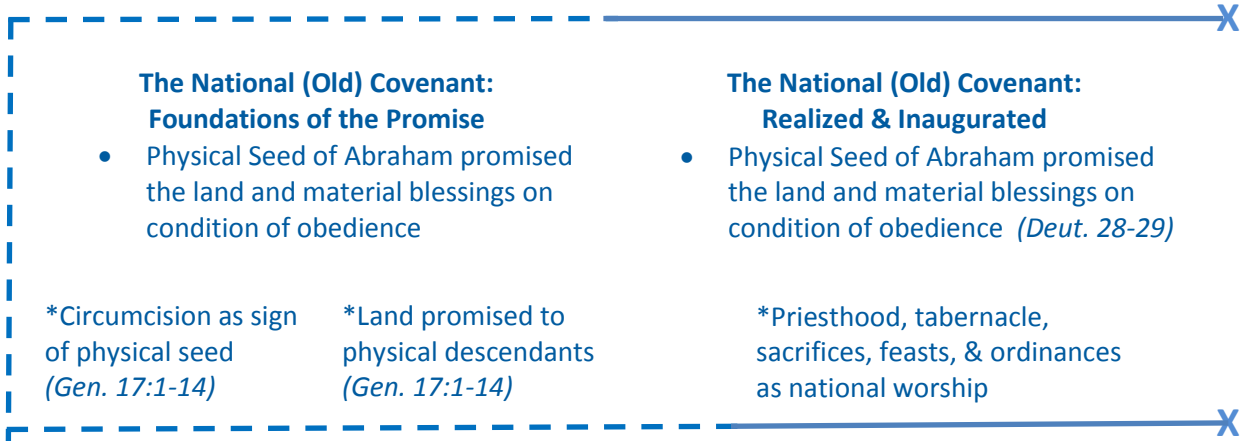 X
The National (Old) Covenant:
Foundations of the Promise
• Physical Seed of Abraham promised
the land and material blessings on
condition of obedience
*Circumcision as sign
of physical seed
(Gen. 17:1-14)
*Land promised to
physical descendants
(Gen. 17:1-14)
The National (Old) Covenant:
Realized & Inaugurated
• Physical Seed of Abraham promised
the land and material blessings on
condition of obedience (Deut. 28-29)
*Priesthood, tabernacle,
sacrifices, feasts, & ordinances
as national worship
X